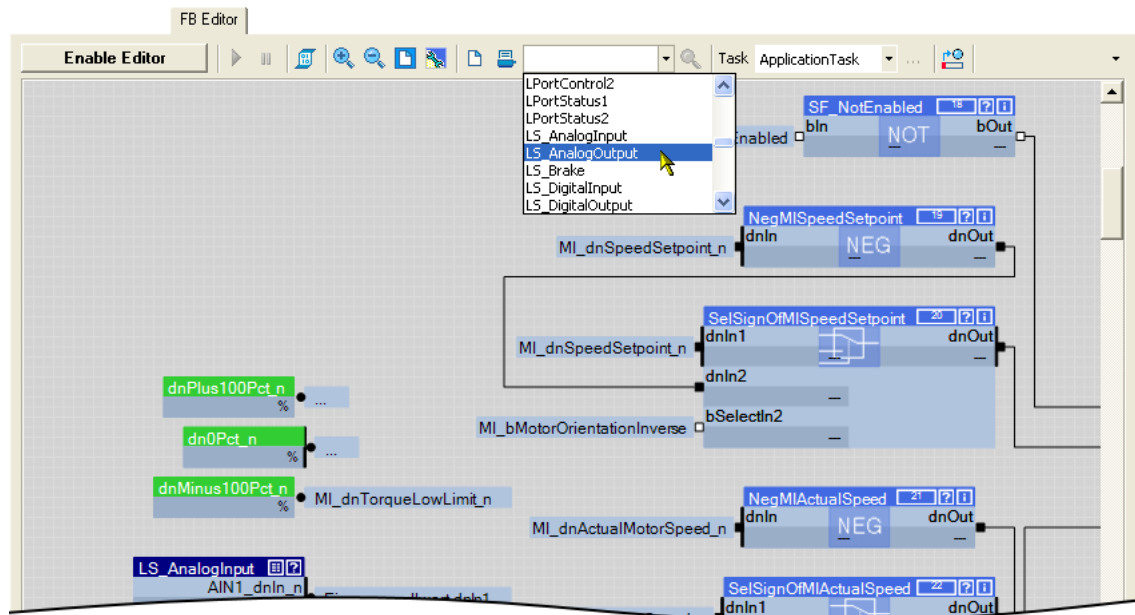 FB Editor
Enable Editor
Task ApplicationTask ...
LPortControl2
LPortStatus1
LPortStatus2
LS_AnalogInput
LS_AnalogOutput
LS_Brake
LS_DigitalInput
LS_DigitalOutput
SF_NotEnabled 18 ? i
Enabled bIn NOT bOut
NegMISpeedSetpoint 19 ? i
MI_dnSpeedSetpoint_n dnIn NEG dnOut
SelSignOfMISpeedSetpoint 20 ? i
MI_dnSpeedSetpoint_n dnIn1 dnOut
dnIn2
MI_bMotorOrientationInverse bSelectIn2
dnPlus100Pct_n
% ...
dn0Pct_n
% ...
dnMinus100Pct_n
% MI_dnTorqueLowLimit_n
NegMIActualSpeed 21 ? i
MI_dnActualMotorSpeed_n dnIn NEG dnOut
LS_AnalogInput ?
AIN1_dnIn_n
SelSignOfMIActualSpeed 22 ? i
dnIn1 dnOut